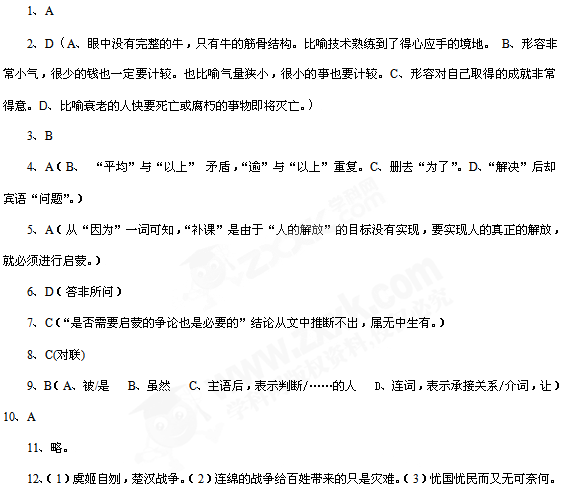 1、A
2、D（A、眼中没有完整的牛，只有牛的筋骨结构。比喻技术熟练到了得心应手的境地。 B、形容非
常小气，很少的钱也一定要计较。也比喻气量狭小，很小的事也要计较。C、形容对自己取得的成就非常
得意。D、比喻衰老的人快要死亡或腐朽的事物即将灭亡。）
3、B
4、A（B、 “平均”与“以上” 矛盾，“逾”与“以上”重复。C、删去“为了”。D、“解决”后却
宾语“问题”。）
5、A（从“因为”一词可知，“补课”是由于“人的解放”的目标没有实现，要实现人的真正的解放，
就必须进行启蒙。）
6、D（答非所问）
7、C（“是否需要启蒙的争论也是必要的”结论从文中推断不出，属无中生有。）
8、C(对联)
9、B（A、被/是 B、虽然 C、主语后，表示判断/……的人 D、连词，表示承接关系/介词，让）
10、A
11、略。
12、（1）虞姬自刎，楚汉战争。（2）连绵的战争给百姓带来的只是灾难。（3）忧国忧民而又无可奈何。